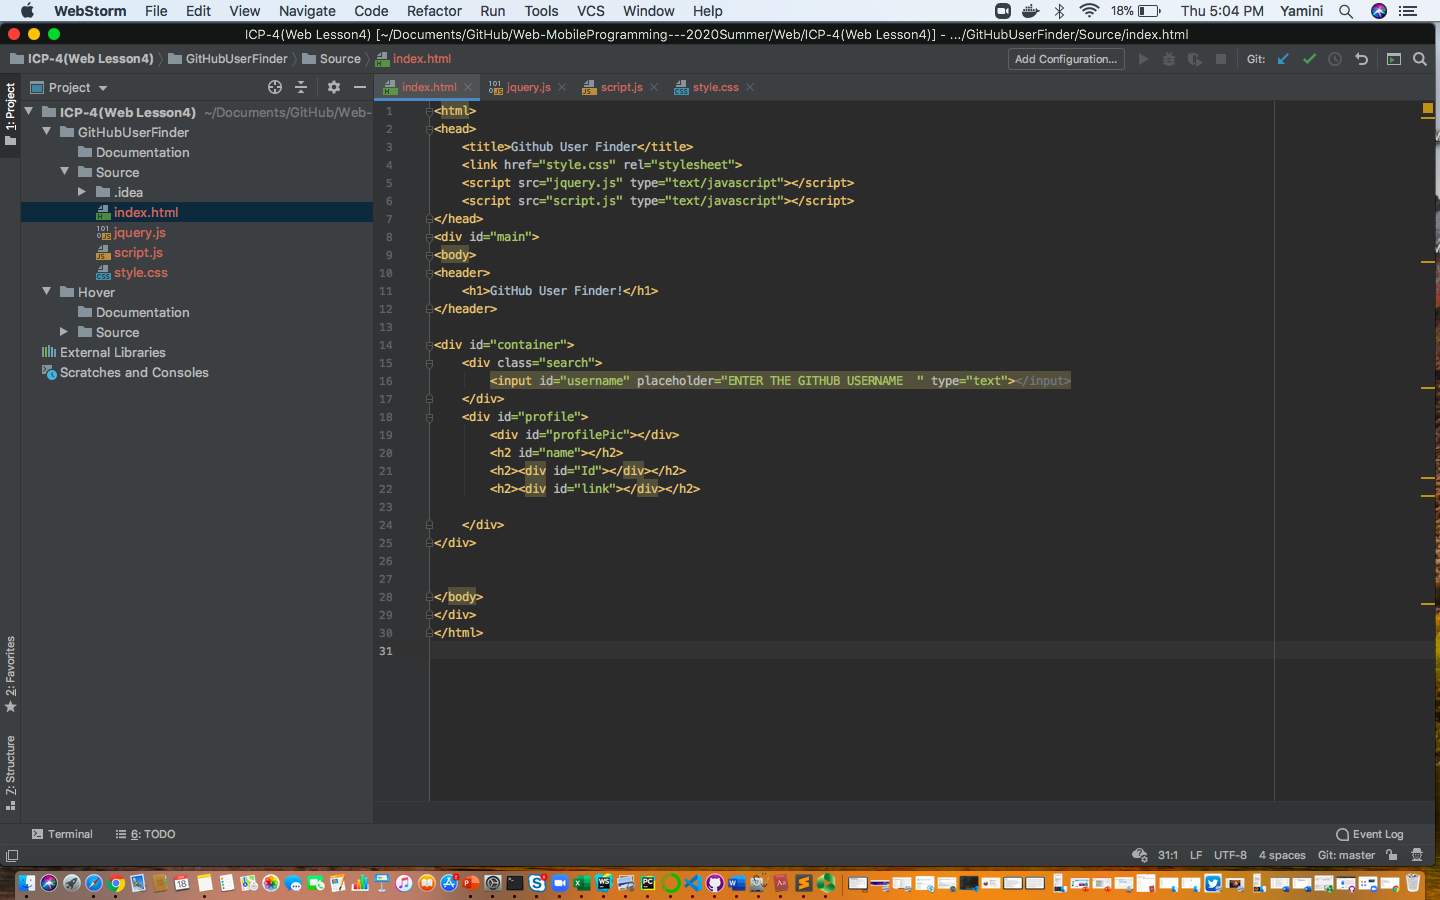 WebStorm File Edit View Navigate Code Refactor Run Tools VCS Window Help 18% Thu 5:04 PM Yamini
ICP-4(Web Lesson4) [~/Documents/GitHub/Web-MobileProgramming---2020Summer/Web/ICP-4(Web Lesson4)] - .../GitHubUserFinder/Source/index.html
ICP-4(Web Lesson4) GitHubUserFinder Source index.html Add Configuration... Git:
1: Project
Project
index.html jquery.js script.js style.css
ICP-4(Web Lesson4) ~/Documents/GitHub/Web-
GitHubUserFinder
Documentation
Source
.idea
index.html
jquery.js
script.js
style.css
Hover
Documentation
Source
External Libraries
Scratches and Consoles
1 <html>
2 <head>
3 <title>Github User Finder</title>
4 <link href="style.css" rel="stylesheet">
5 <script src="jquery.js" type="text/javascript"></script>
6 <script src="script.js" type="text/javascript"></script>
7 </head>
8 <div id="main">
9 <body>
10 <header>
11 <h1>GitHub User Finder!</h1>
12 </header>
13
14 <div id="container">
15 <div class="search">
16 <input id="username" placeholder="ENTER THE GITHUB USERNAME  " type="text"></input>
17 </div>
18 <div id="profile">
19 <div id="profilePic"></div>
20 <h2 id="name"></h2>
21 <h2><div id="Id"></div></h2>
22 <h2><div id="link"></div></h2>
23
24 </div>
25 </div>
26
27
28 </body>
29 </div>
30 </html>
31
2: Favorites
7: Structure
Terminal 6: TODO Event Log
31:1 LF UTF-8 4 spaces Git: master